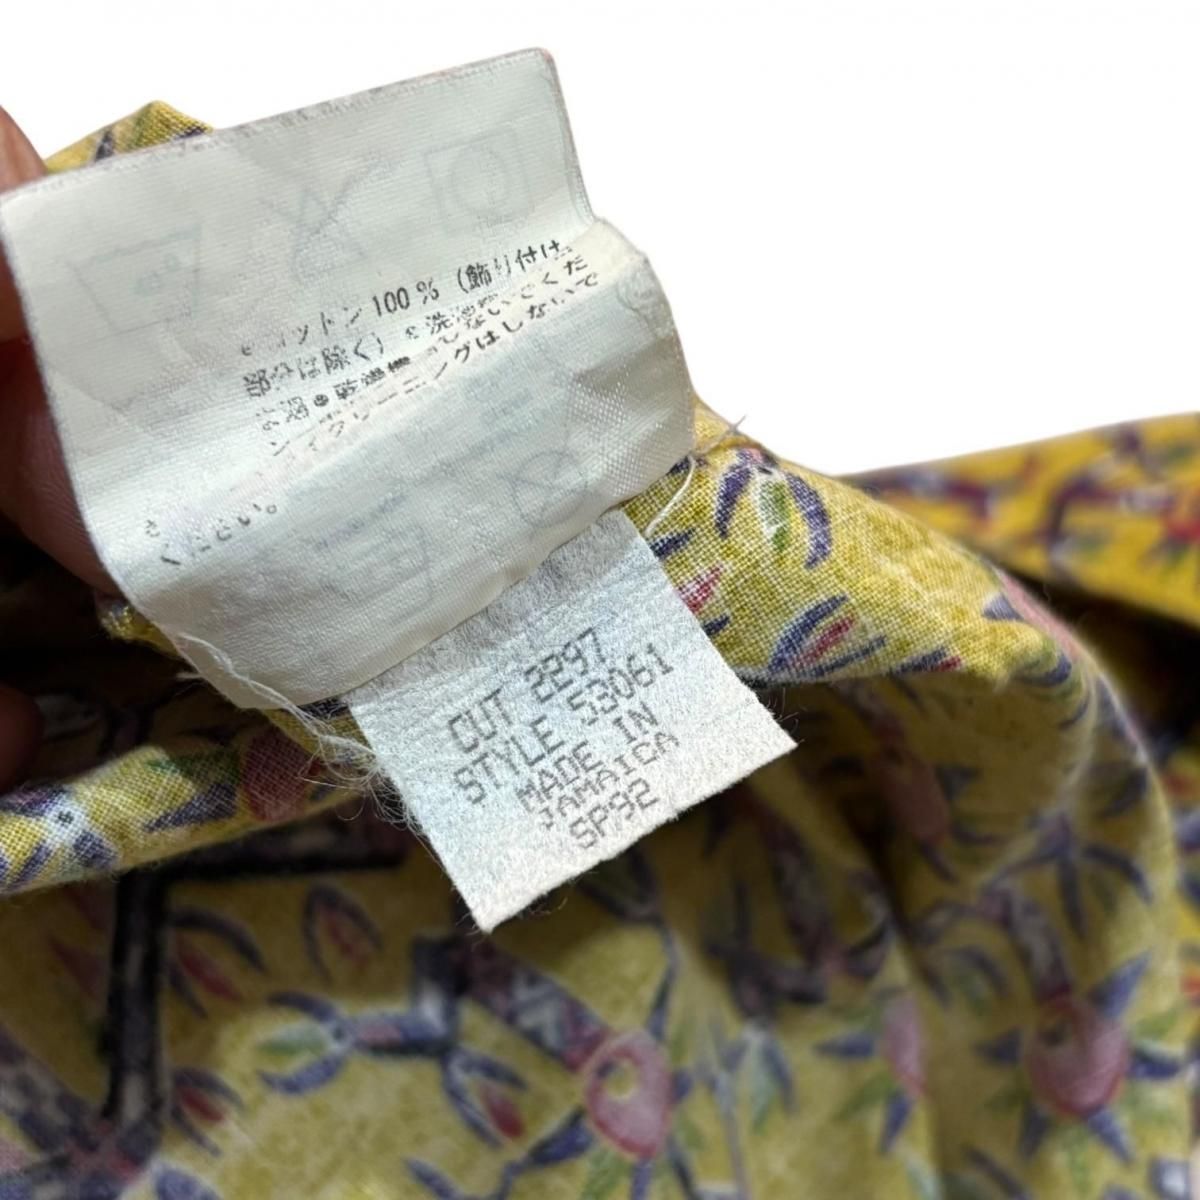 コットン 100 % (飾り付け
部分は除く)
ンイクリーニングはしないで
ください。
CUT 2297
STYLE 53061
MADE IN
JAMAICA
SP92